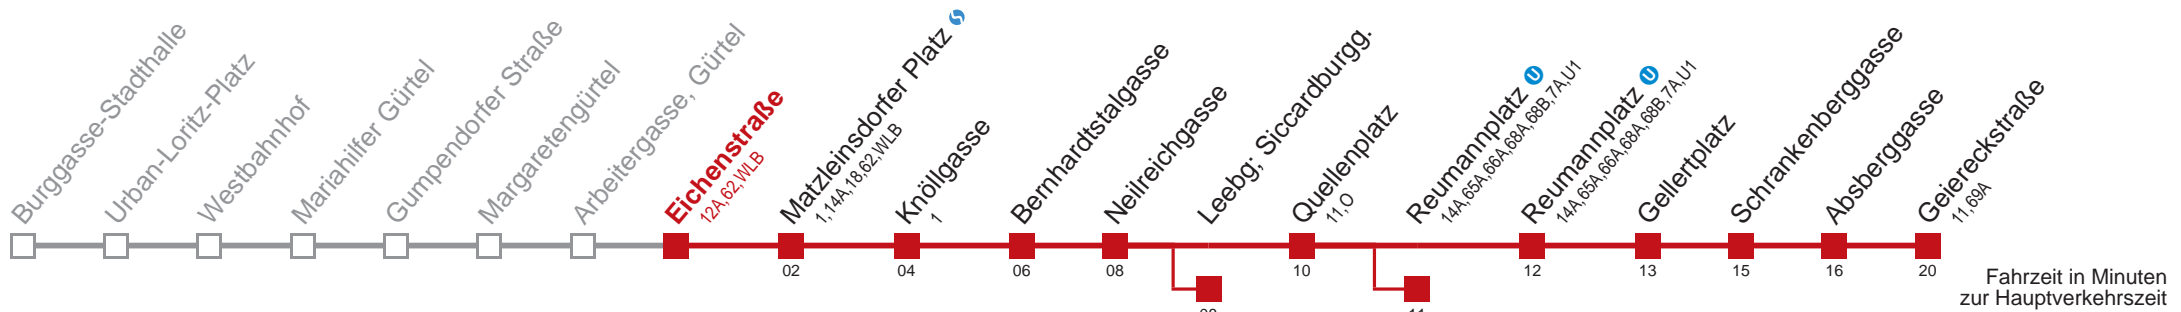 Burggasse-Stadthalle
Urban-Loritz-Platz
Westbahnhof
Mariahilfer Gürtel
Gumpendorfer Straße
Margaretengürtel
Arbeitergasse, Gürtel
Eichenstraße
12A,62,WLB
Matzleinsdorfer Platz
1,14A,18,62,WLB
Knöllgasse
1
Bernhardtstalgasse
Neilreichgasse
Leebg; Siccardburgg.
Quellenplatz
11,O
Reumannplatz U
14A,65A,66A,68A,68B,7A,U1
Reumannplatz U
14A,65A,66A,68A,68B,7A,U1
Gellertplatz
Schrankenberggasse
Absberggasse
Geiereckstraße
11,69A
02
04
06
08
10
12
13
15
16
20
Fahrzeit in Minuten
zur Hauptverkehrszeit